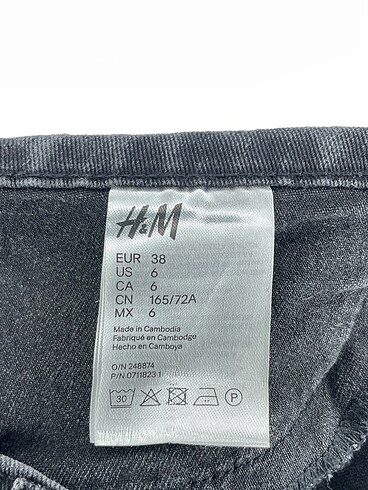 H&M
EUR 38
US 6
CA 6
CN 165/72A
MX 6
Made in Cambodia
Fabriqué en Cambodge
Hecho en Camboya
O/N 248874
P/N 0711823 1
30
P